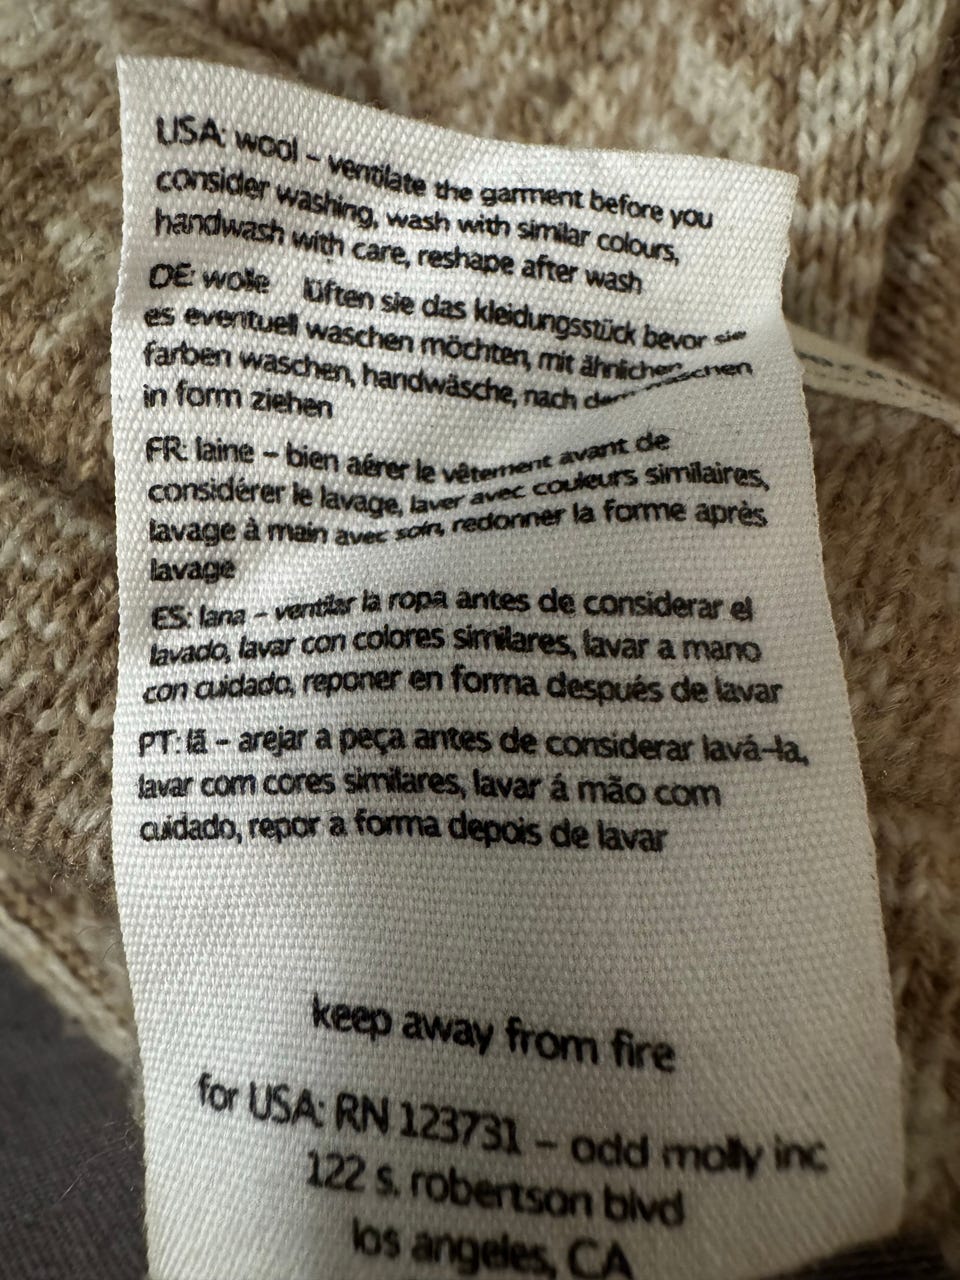 USA: wool – ventilate the garment before you
consider washing, wash with similar colours,
handwash with care, reshape after wash
DE: wolle lüften sie das kleidungsstück bevor sie
es eventuell waschen möchten, mit ähnlichen
farben waschen, handwäsche, nach dem waschen
in form ziehen
FR: laine – bien aérer le vêtement avant de
considérer le lavage, laver avec couleurs similaires,
lavage à main avec soin, redonner la forme après
lavage
ES: lana – ventilar la ropa antes de considerar el
lavado, lavar con colores similares, lavar a mano
con cuidado, reponer en forma después de lavar
PT: lã – arejar a peça antes de considerar lavá–la,
lavar com cores similares, lavar á mão com
cuidado, repor a forma depois de lavar
keep away from fire
for USA: RN 123731 – odd molly inc
122 s. robertson blvd
los angeles, CA